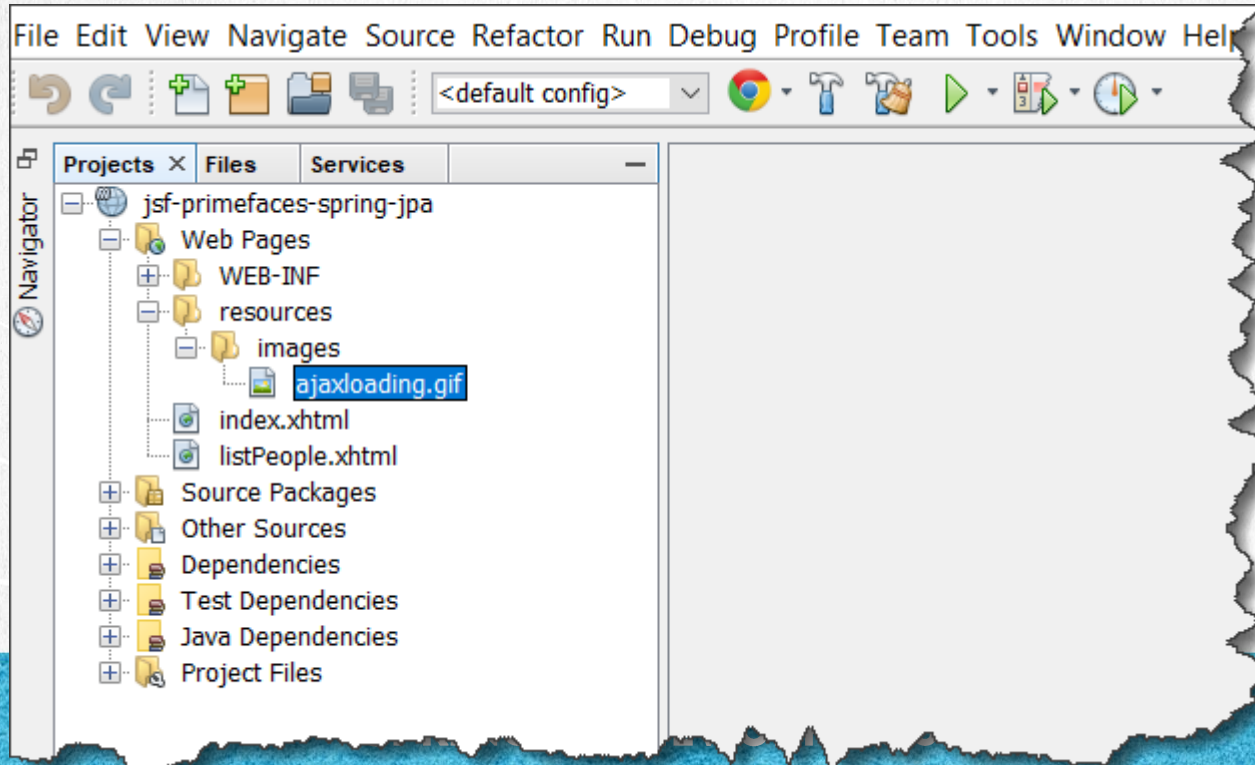 File Edit View Navigate Source Refactor Run Debug Profile Team Tools Window Help
<default config>
Projects Files Services
Navigator
jsf-primefaces-spring-jpa
Web Pages
WEB-INF
resources
images
ajaxloading.gif
index.xhtml
listPeople.xhtml
Source Packages
Other Sources
Dependencies
Test Dependencies
Java Dependencies
Project Files